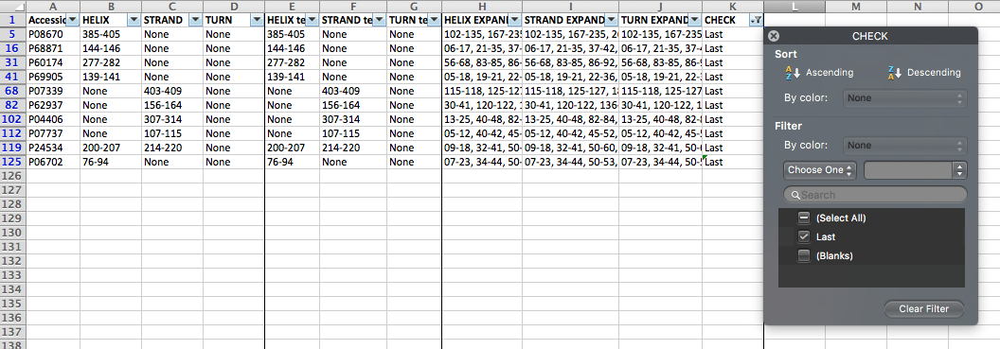 A B C D E F G H I J K L M N O
1 Accessic HELIX STRAND TURN HELIX te STRAND te TURN te HELIX EXPANI STRAND EXPAND TURN EXPAND CHECK
5 P08670 385-405 None None 385-405 None None 102-135, 167-235 102-135, 167-235, 102-135, 167-235 Last
16 P68871 144-146 None None 144-146 None None 06-17, 21-35, 37- 06-17, 21-35, 37-42, 06-17, 21-35, 37- Last
31 P60174 277-282 None None 277-282 None None 56-68, 83-85, 86- 56-68, 83-85, 86-92, 56-68, 83-85, 86-9 Last
41 P69905 139-141 None None 139-141 None None 05-18, 19-21, 22- 05-18, 19-21, 22-36, 05-18, 19-21, 22- Last
68 P07339 None 403-409 None None 403-409 None 115-118, 125-127 115-118, 125-127, 115-118, 125-127 Last
82 P62937 None 156-164 None None 156-164 None 30-41, 120-122, 30-41, 120-122, 136 30-41, 120-122, 1 Last
102 P04406 None 307-314 None None 307-314 None 13-25, 40-48, 82- 13-25, 40-48, 82-84, 13-25, 40-48, 82- Last
112 P07737 None 107-115 None None 107-115 None 05-12, 40-42, 45- 05-12, 40-42, 45-52, 05-12, 40-42, 45- Last
119 P24534 200-207 214-220 None 200-207 214-220 None 09-18, 32-41, 50- 09-18, 32-41, 50-60, 09-18, 32-41, 50- Last
125 P06702 76-94 None None 76-94 None None 07-23, 34-44, 50- 07-23, 34-44, 50-53, 07-23, 34-44, 50- Last
126
127
128
129
130
131
132
133
134
135
136
137
138
CHECK
Sort
A Z Ascending Z A Descending
By color: None
Filter
By color: None
Choose One
Search
(Select All)
Last
(Blanks)
Clear Filter